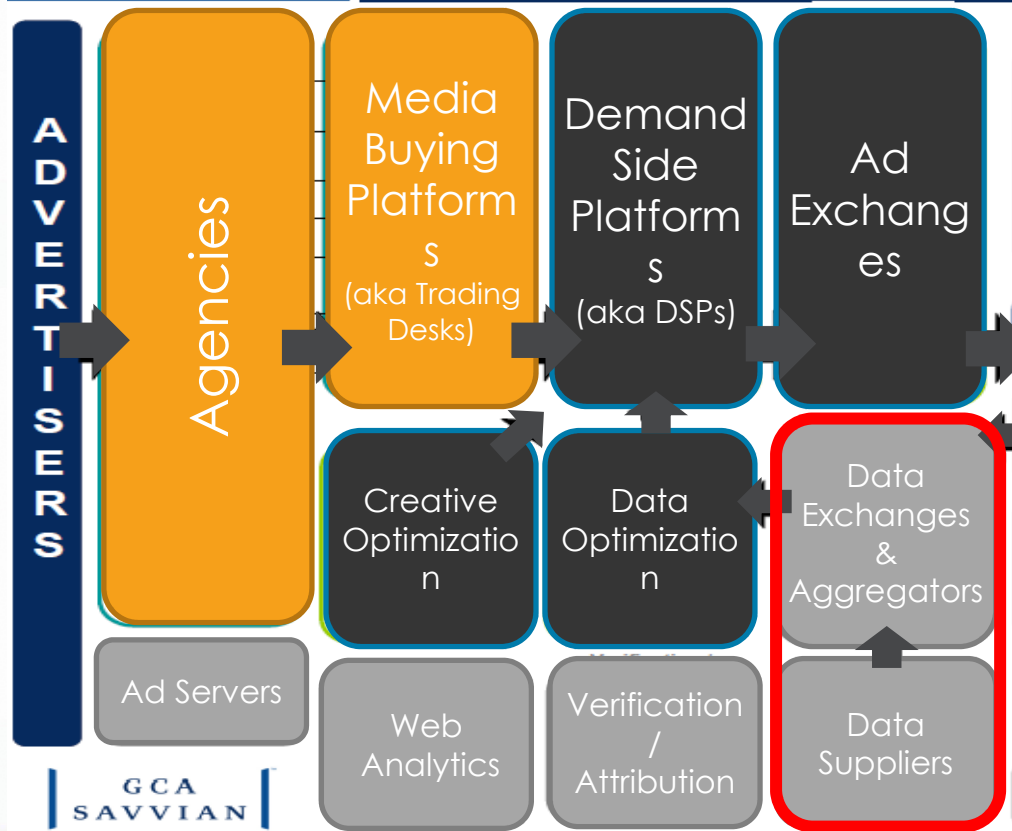 ADVERTISERS
Agencies
Media
Buying
Platform
s
(aka Trading
Desks)
Demand
Side
Platform
s
(aka DSPs)
Ad
Exchang
es
Creative
Optimizatio
n
Data
Optimizatio
n
Data
Exchanges
&
Aggregators
Ad Servers
Web
Analytics
Verification
/
Attribution
Data
Suppliers
GCA
SAVVIAN